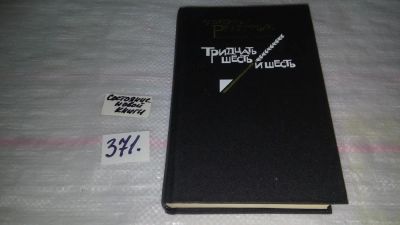 Состояние
новой
книги
371.
Тридцать
шесть
и шесть